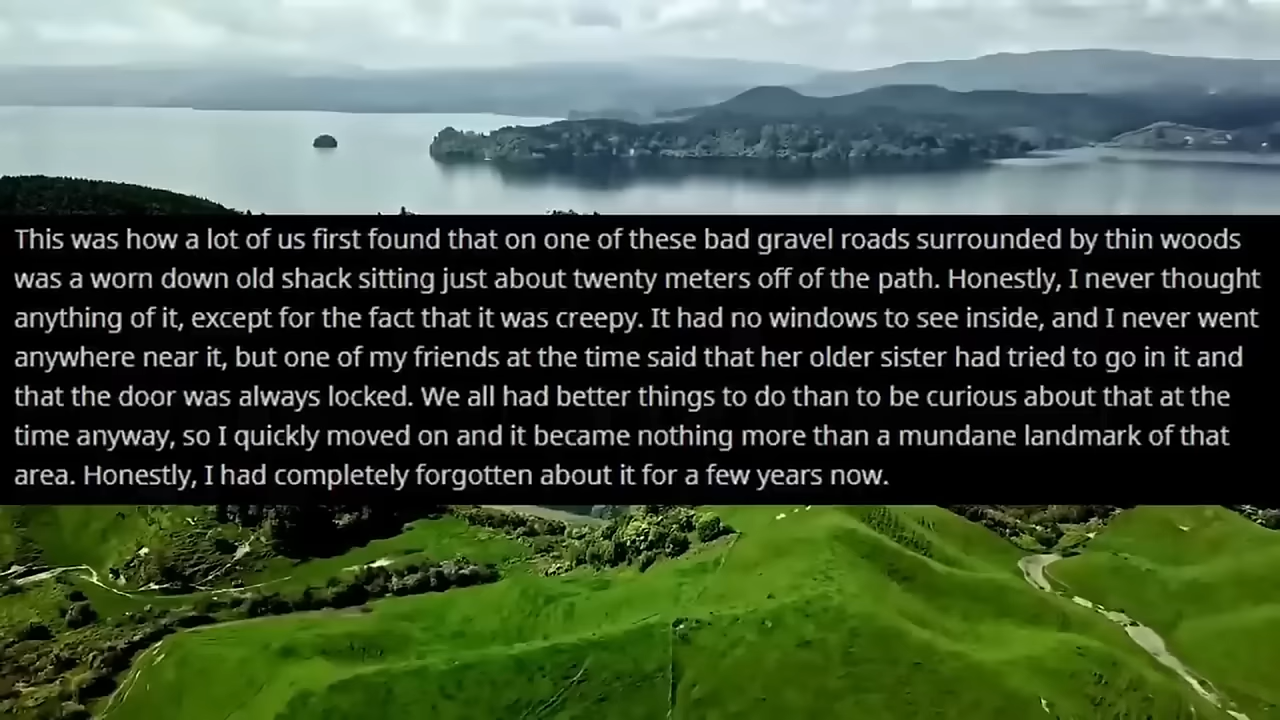 This was how a lot of us first found that on one of these bad gravel roads surrounded by thin woods
was a worn down old shack sitting just about twenty meters off of the path. Honestly, I never thought
anything of it, except for the fact that it was creepy. It had no windows to see inside, and I never went
anywhere near it, but one of my friends at the time said that her older sister had tried to go in it and
that the door was always locked. We all had better things to do than to be curious about that at the
time anyway, so I quickly moved on and it became nothing more than a mundane landmark of that
area. Honestly, I had completely forgotten about it for a few years now.